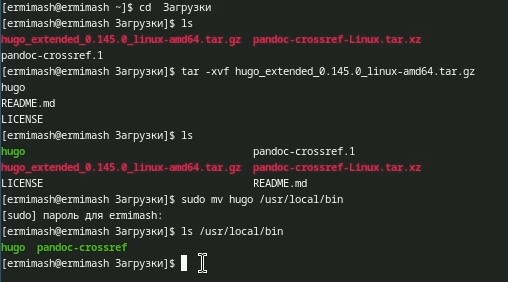 [ermimash@ermimash ~]$ cd  Загрузки
[ermimash@ermimash Загрузки]$ ls
hugo_extended_0.145.0_linux-amd64.tar.gz  pandoc-crossref-Linux.tar.xz
pandoc-crossref.1
[ermimash@ermimash Загрузки]$ tar -xvf hugo_extended_0.145.0_linux-amd64.tar.gz
hugo
README.md
LICENSE
[ermimash@ermimash Загрузки]$ ls
hugo                                      pandoc-crossref.1
hugo_extended_0.145.0_linux-amd64.tar.gz  pandoc-crossref-Linux.tar.xz
LICENSE                                   README.md
[ermimash@ermimash Загрузки]$ sudo mv hugo /usr/local/bin
[sudo] пароль для ermimash:
[ermimash@ermimash Загрузки]$ ls /usr/local/bin
hugo  pandoc-crossref
[ermimash@ermimash Загрузки]$